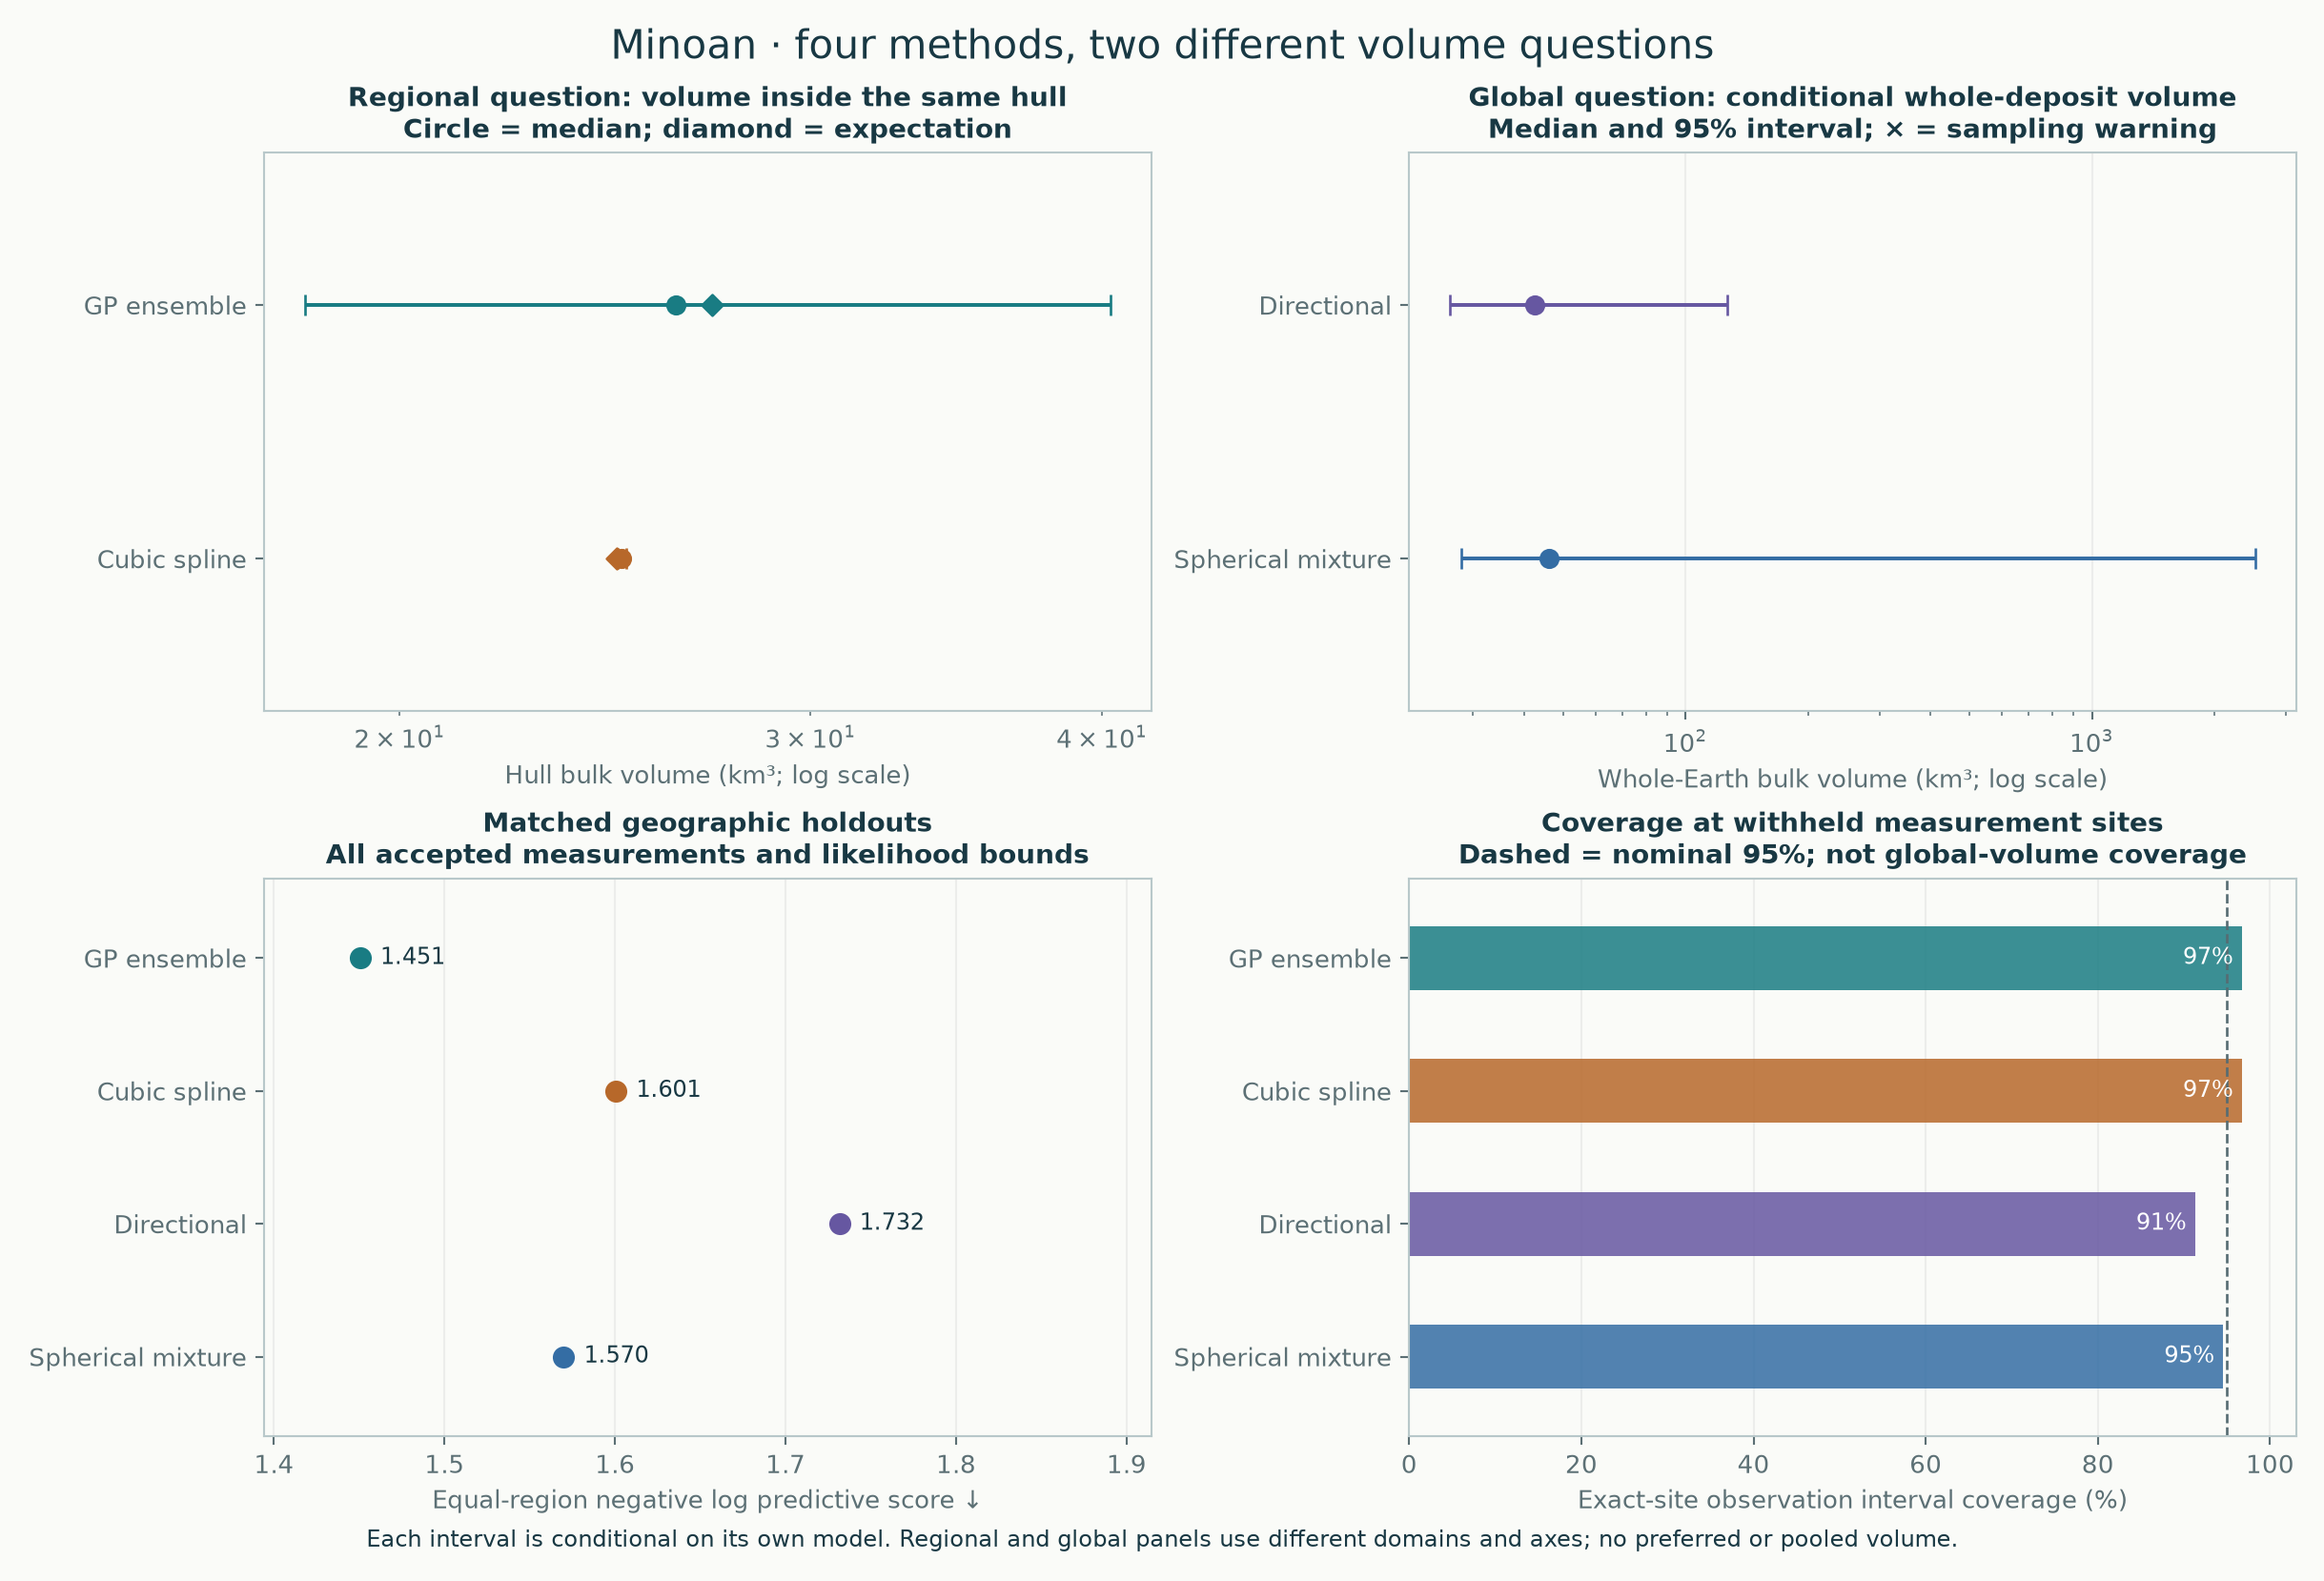 Minoan · four methods, two different volume questions
Regional question: volume inside the same hull
Circle = median; diamond = expectation
GP ensemble
Cubic spline
2 × 10¹
3 × 10¹
4 × 10¹
Hull bulk volume (km³; log scale)
Global question: conditional whole-deposit volume
Median and 95% interval; × = sampling warning
Directional
Spherical mixture
10²
10³
Whole-Earth bulk volume (km³; log scale)
Matched geographic holdouts
All accepted measurements and likelihood bounds
GP ensemble
1.451
Cubic spline
1.601
Directional
1.732
Spherical mixture
1.570
1.4
1.5
1.6
1.7
1.8
1.9
Equal-region negative log predictive score ↓
Coverage at withheld measurement sites
Dashed = nominal 95%; not global-volume coverage
GP ensemble
97%
Cubic spline
97%
Directional
91%
Spherical mixture
95%
0
20
40
60
80
100
Exact-site observation interval coverage (%)
Each interval is conditional on its own model. Regional and global panels use different domains and axes; no preferred or pooled volume.